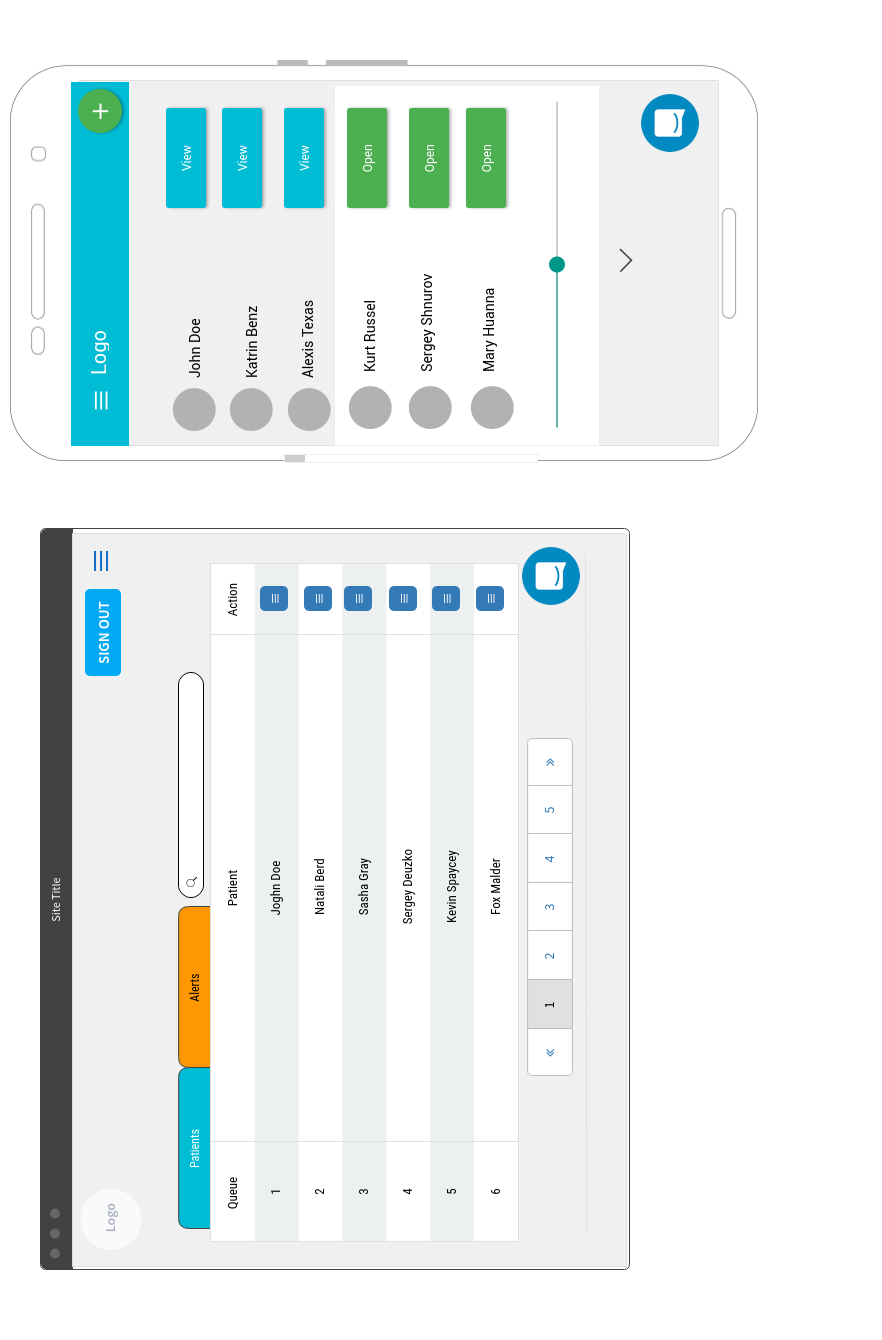 Logo
John Doe
View
Katrin Benz
View
Alexis Texas
View
Kurt Russel
Open
Sergey Shnurov
Open
Mary Huanna
Open
Site Title
Logo
SIGN OUT
Patients
Alerts
Queue Patient Action
1 Joghn Doe
2 Natali Berd
3 Sasha Gray
4 Sergey Deuzko
5 Kevin Spaycey
6 Fox Malder
« 1 2 3 4 5 »